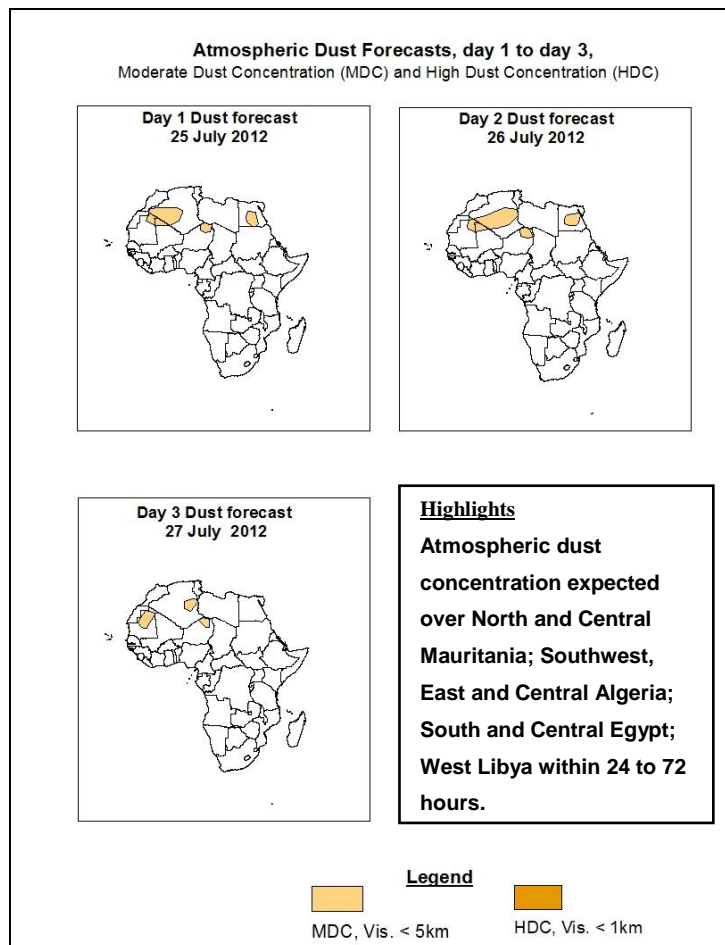 Atmospheric Dust Forecasts, day 1 to day 3,
Moderate Dust Concentration (MDC) and High Dust Concentration (HDC)
Day 1 Dust forecast
25 July 2012
Day 2 Dust forecast
26 July 2012
Day 3 Dust forecast
27 July 2012
Highlights
Atmospheric dust
concentration expected
over North and Central
Mauritania; Southwest,
East and Central Algeria;
South and Central Egypt;
West Libya within 24 to 72
hours.
Legend
MDC, Vis. < 5km
HDC, Vis. < 1km